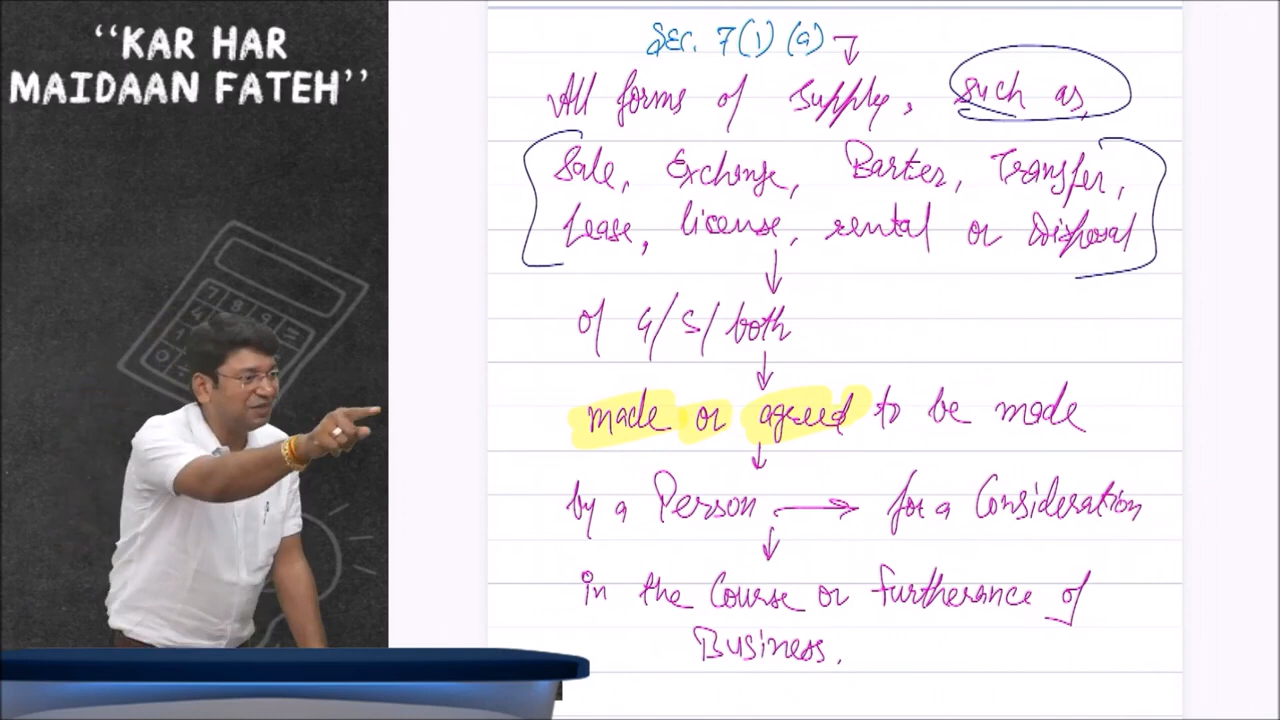 “KAR HAR
MAIDAAN FATEH”
Sec. 7(1)(a)
All forms of supply, such as,
Sale, Exchange, Barter, Transfer,
Lease, license, rental or Disposal
of G/S/both
made or agreed to be made
by a Person → for a Consideration
in the Course or furtherance of
Business.